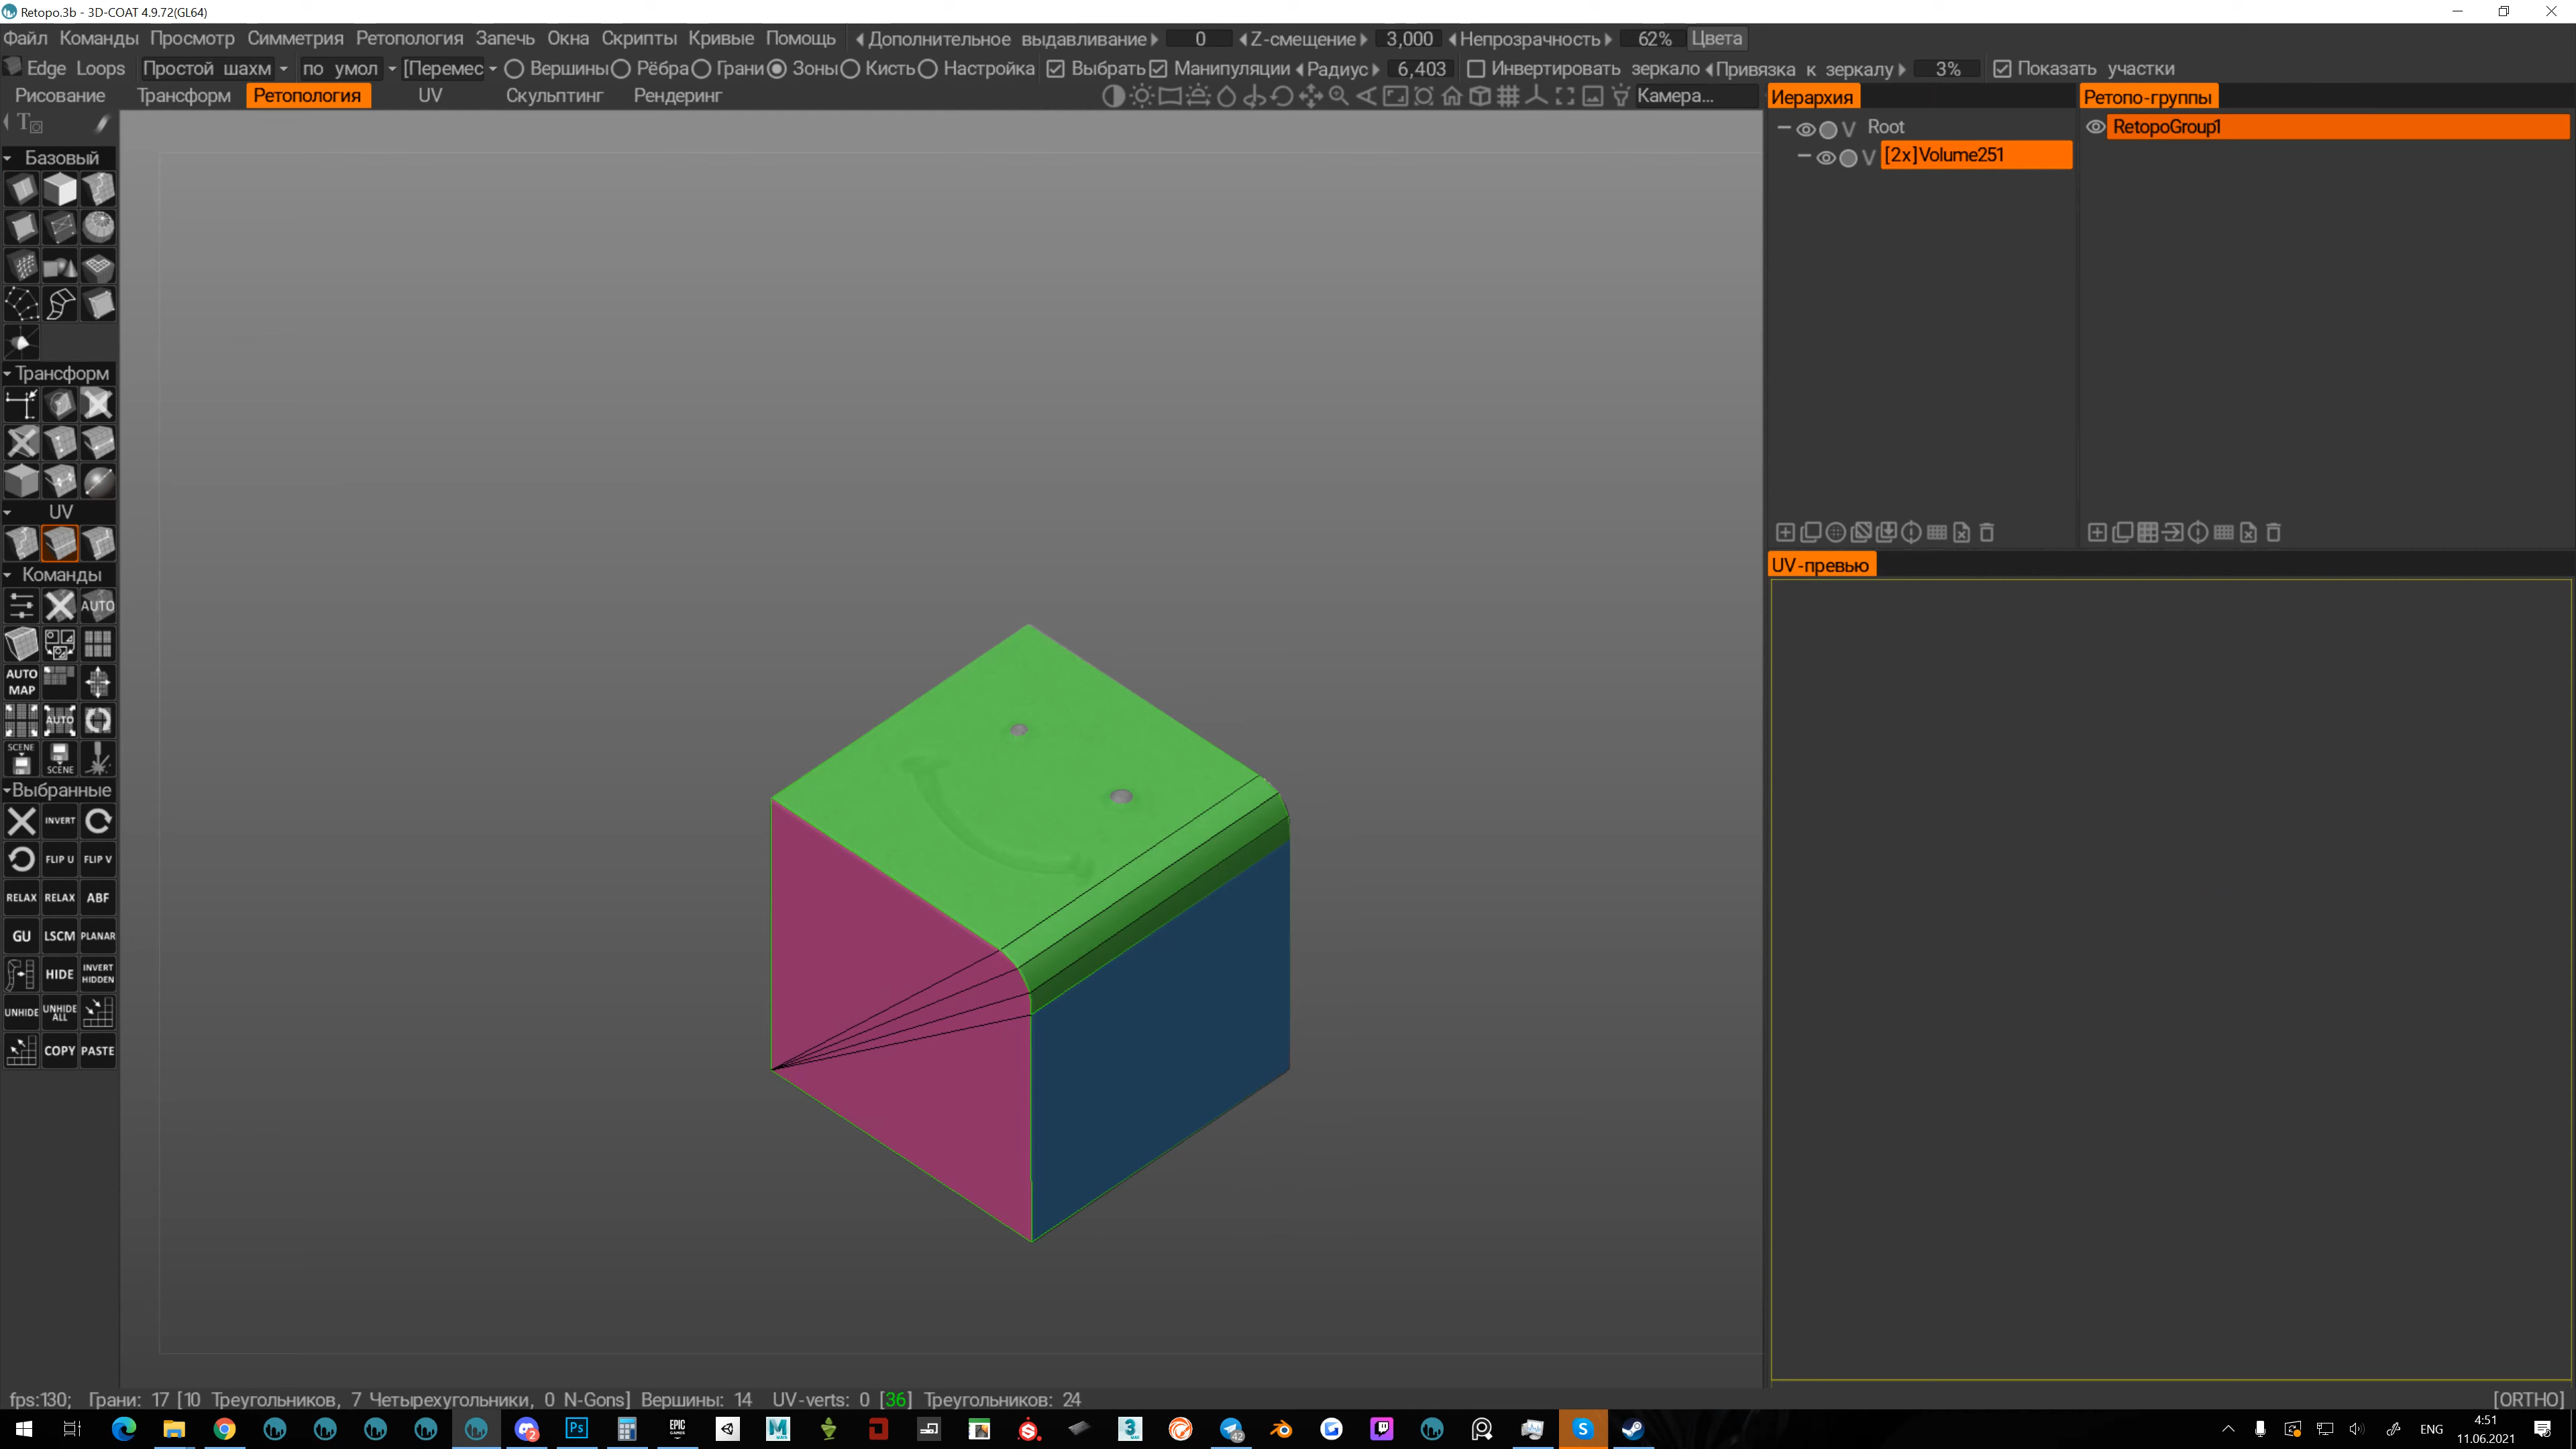 Retopo.3b - 3D-COAT 4.9.72(GL64)
Файл Команды Просмотр Симметрия Ретопология Запечь Окна Скрипты Кривые Помощь Дополнительное выдавливание 0 Z-смещение 3,000 Непрозрачность 62% Цвета
Edge Loops Простой шахм по умол [Перемес Вершины Рёбра Грани Зоны Кисть Настройка Выбрать Манипуляции Радиус 6,403 Инвертировать зеркало Привязка к зеркалу 3% Показать участки
Рисование Трансформ Ретопология UV Скульптинг Рендеринг Камера...
Иерархия
Ретопо-группы
Root
RetopoGroup1
[2x]Volume251
Базовый
Трансформ
UV
Команды
AUTO
AUTO MAP
AUTO
SCENE
SCENE
Выбранные
INVERT
FLIP U FLIP V
RELAX RELAX ABF
GU LSCM PLANAR
HIDE INVERT HIDDEN
UNHIDE UNHIDE ALL
COPY PASTE
UV-превью
fps:130; Грани: 17 [10 Треугольников, 7 Четырехугольники, 0 N-Gons] Вершины: 14 UV-verts: 0 [36] Треугольников: 24
[ORTHO]
2
Ps
EPIC GAMES
M
3
42
S
ENG
4:51
11.06.2021